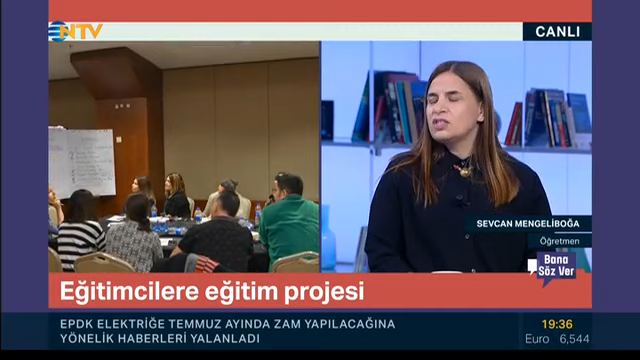 NTV
CANLI
SEVCAN MENGELİBOĞA
Öğretmen
Bana
Söz Ver
Eğitimcilere eğitim projesi
EPDK ELEKTRİĞE TEMMUZ AYINDA ZAM YAPILACAĞINA
YÖNELİK HABERLERİ YALANLADI
19:36
Euro 6,544